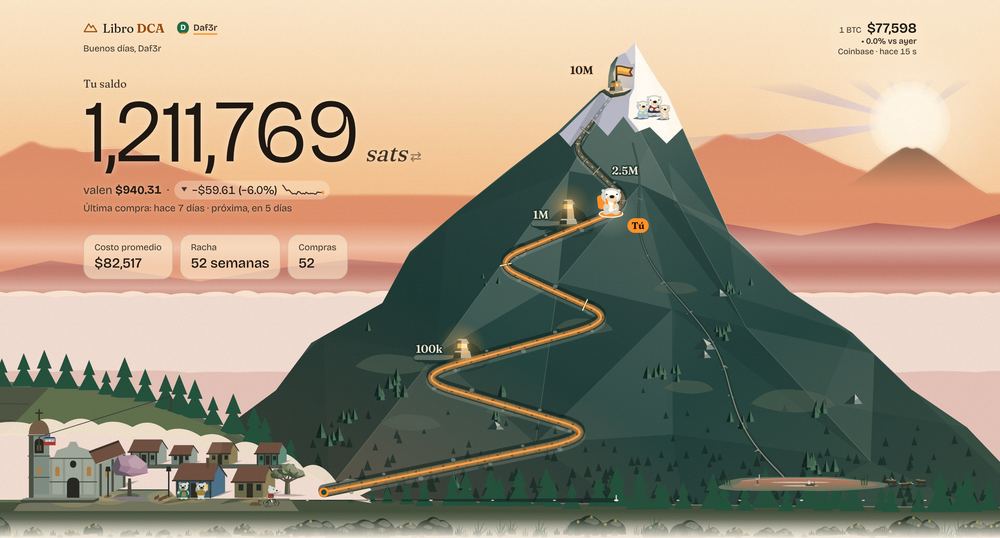 Libro DCA
D Daf3r
Buenos días, Daf3r
1 BTC $77,598
• 0.0% vs ayer
Coinbase · hace 15 s
Tu saldo
1,211,769 sats ⇄
valen $940.31 · ▼ −$59.61 (−6.0%)
Última compra: hace 7 días · próxima, en 5 días
Costo promedio
$82,517
Racha
52 semanas
Compras
52
10M
2.5M
1M
Tú
100k